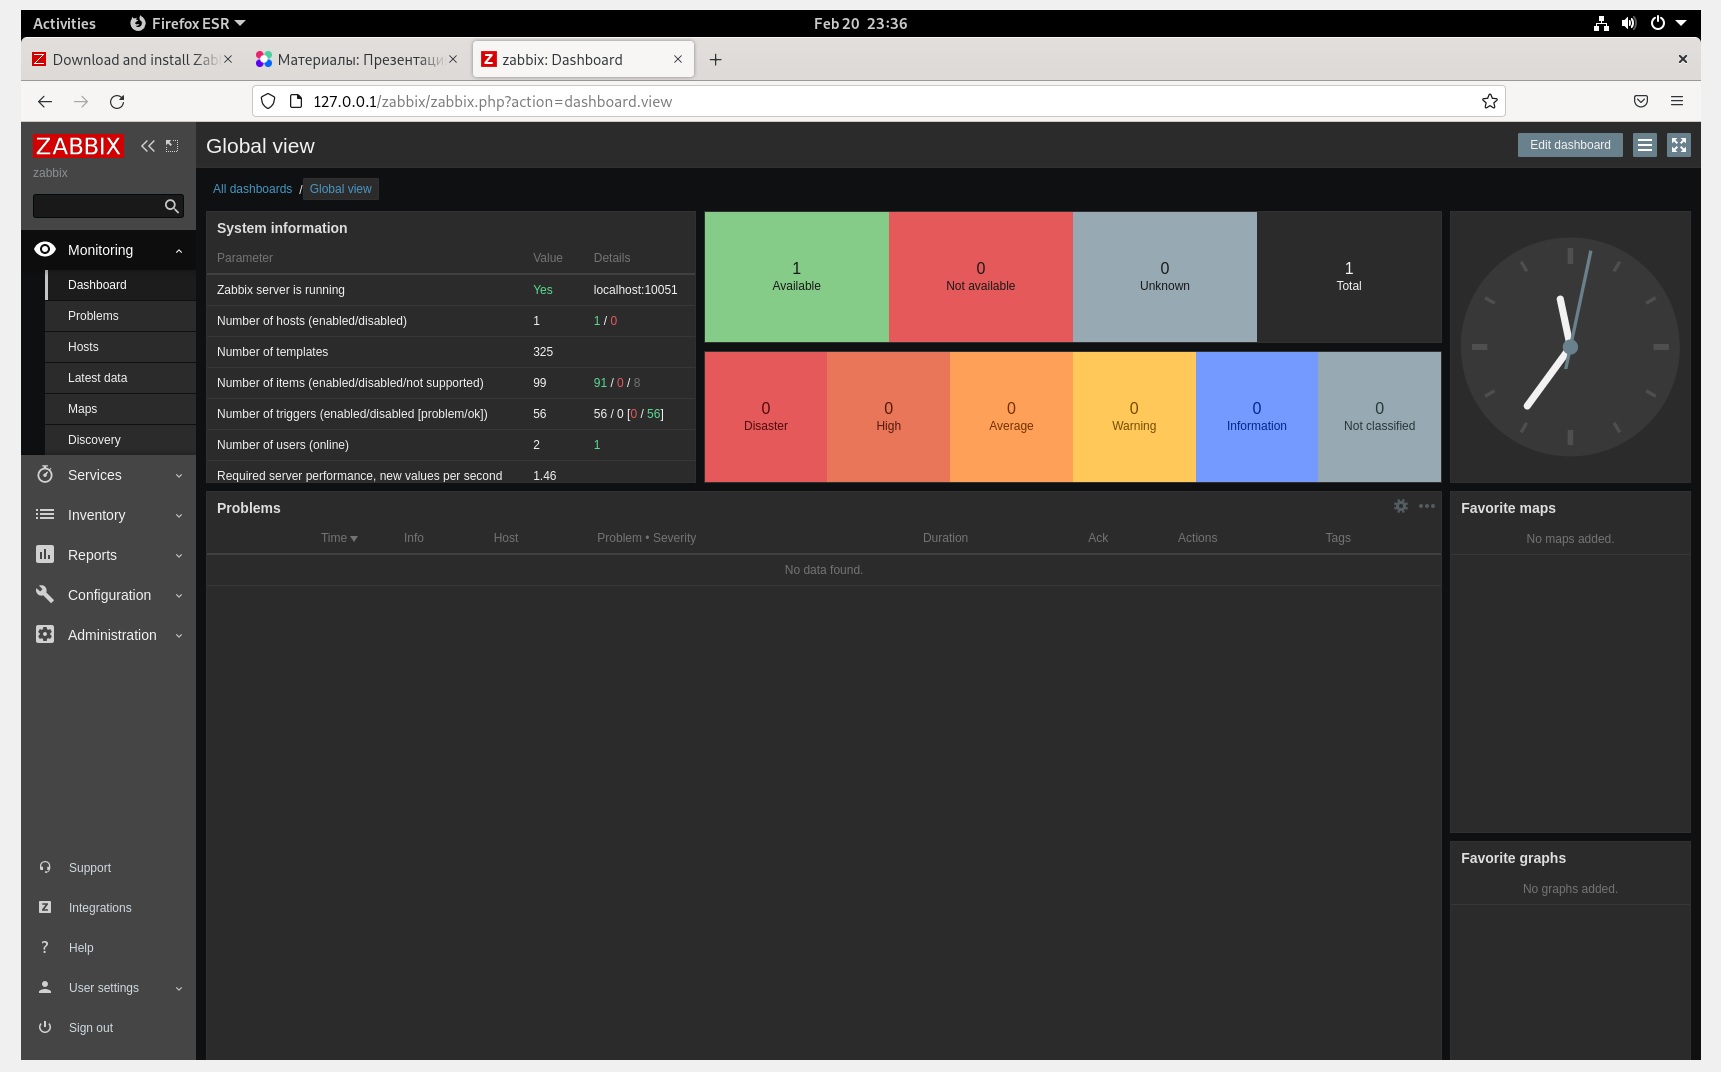 Activities Firefox ESR Feb 20 23:36
Download and install Zab Материалы: Презентаци zabbix: Dashboard
127.0.0.1/zabbix/zabbix.php?action=dashboard.view
ZABBIX
zabbix
Monitoring
Dashboard
Problems
Hosts
Latest data
Maps
Discovery
Services
Inventory
Reports
Configuration
Administration
Support
Integrations
Help
User settings
Sign out
Global view
Edit dashboard
All dashboards / Global view
System information
Parameter Value Details
Zabbix server is running Yes localhost:10051
Number of hosts (enabled/disabled) 1 1 / 0
Number of templates 325
Number of items (enabled/disabled/not supported) 99 91 / 0 / 8
Number of triggers (enabled/disabled [problem/ok]) 56 56 / 0 [0 / 56]
Number of users (online) 2 1
Required server performance, new values per second 1.46
1 0 0 1
Available Not available Unknown Total
0 0 0 0 0 0
Disaster High Average Warning Information Not classified
Problems
Time Info Host Problem • Severity Duration Ack Actions Tags
No data found.
Favorite maps
No maps added.
Favorite graphs
No graphs added.